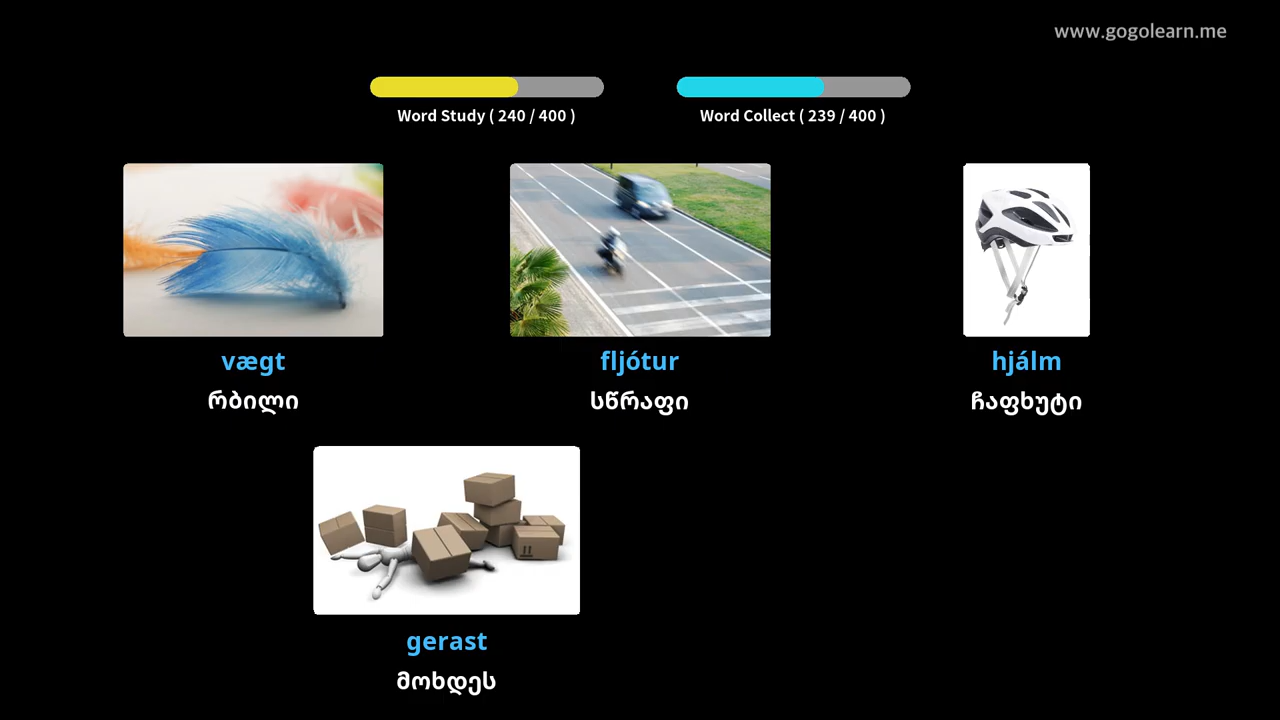 www.gogolearn.me
Word Study ( 240 / 400 )
Word Collect ( 239 / 400 )
vægt
fljótur
hjálm
რბილი
სწრაფი
ჩაფხუტი
gerast
მოხდეს